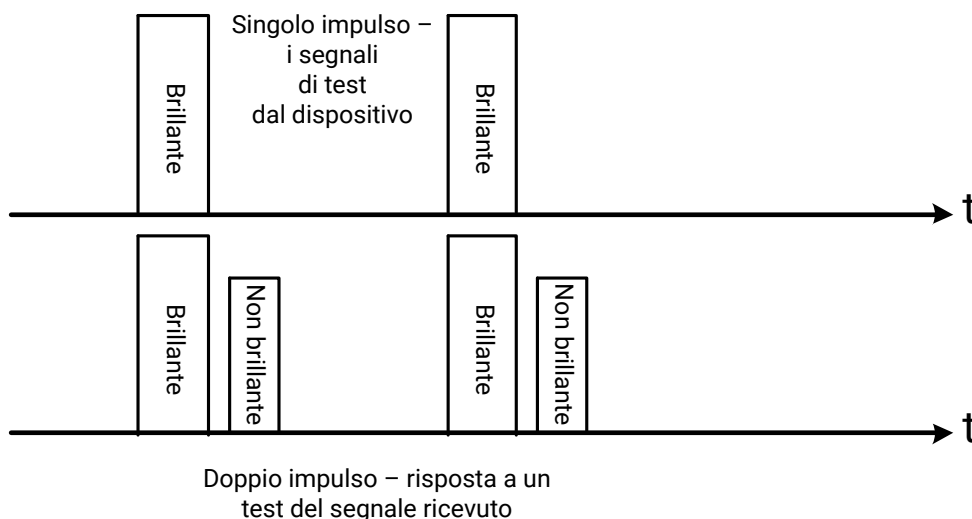 Singolo impulso –
i segnali
di test
dal dispositivo
Brillante
Brillante
t
Brillante
Non brillante
Brillante
Non brillante
t
Doppio impulso – risposta a un
test del segnale ricevuto